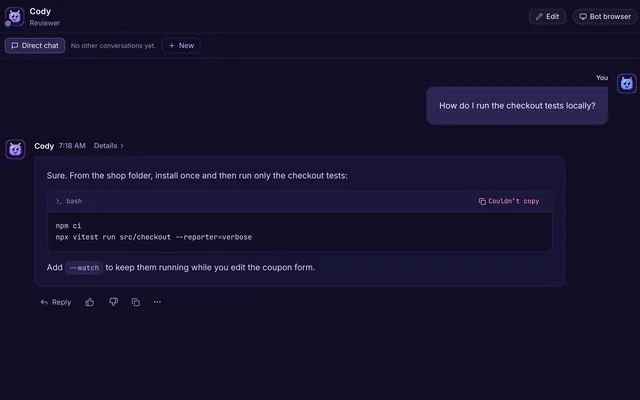 Cody
Reviewer
Edit
Bot browser
Direct chat
No other conversations yet.
+ New
You
How do I run the checkout tests locally?
Cody 7:18 AM Details >
Sure. From the shop folder, install once and then run only the checkout tests:
>_ bash
Couldn't copy
npm ci
npx vitest run src/checkout --reporter=verbose
Add --watch to keep them running while you edit the coupon form.
Reply